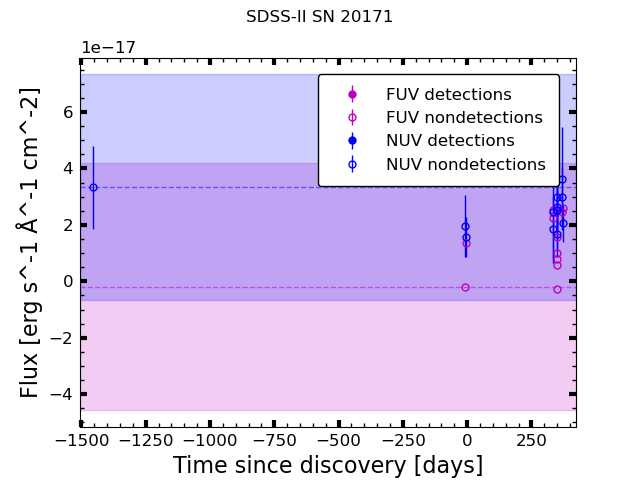 SDSS-II SN 20171
1e−17
FUV detections
FUV nondetections
NUV detections
NUV nondetections
6
4
2
0
−2
−4
Flux [erg s^-1 Å^-1 cm^-2]
−1500 −1250 −1000 −750 −500 −250 0 250
Time since discovery [days]